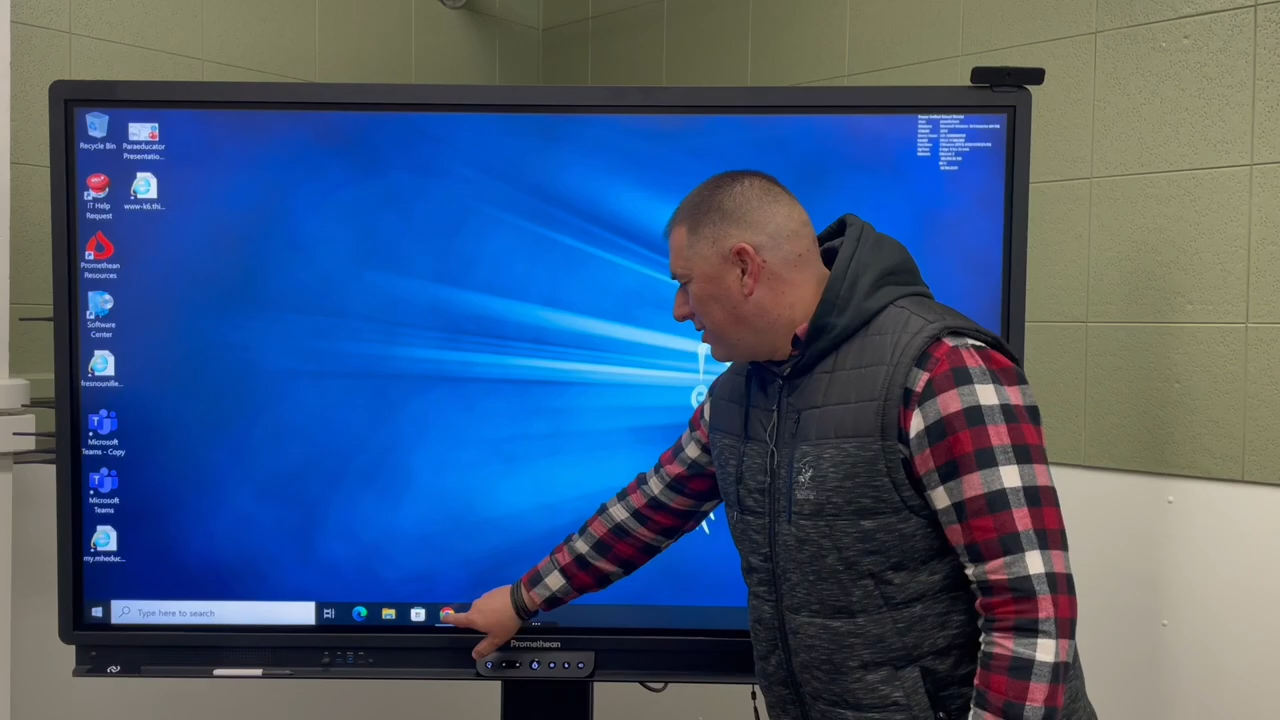 Recycle Bin
Paraeducator
Presentatio...
IT Help
Request
www-k6.thi...
Promethean
Resources
Software
Center
fresnounifie...
Microsoft
Teams - Copy
Microsoft
Teams
my.mheduc...
Type here to search
Promethean